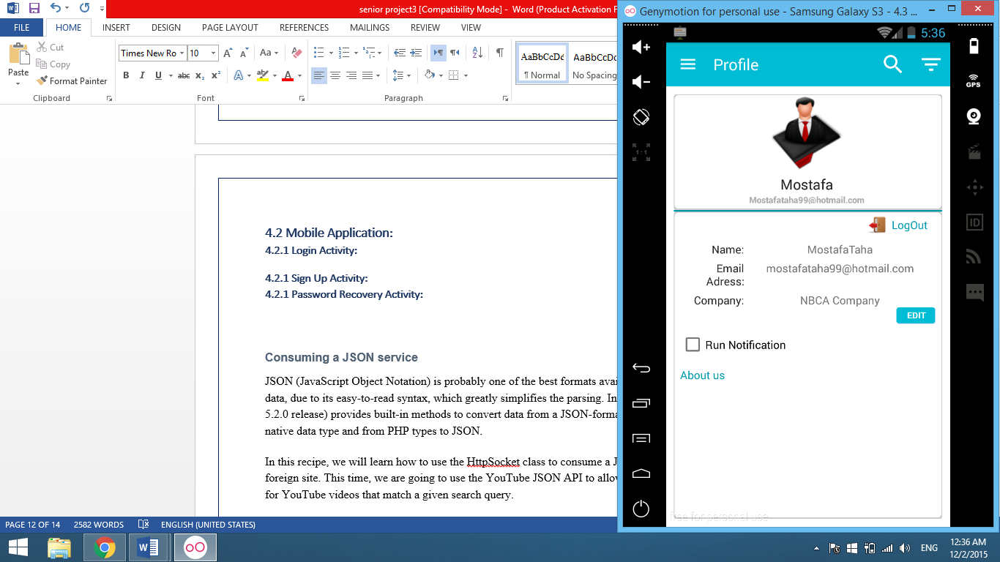 senior project3 [Compatibility Mode] - Word (Product Activation F
FILE
HOME
INSERT
DESIGN
PAGE LAYOUT
REFERENCES
MAILINGS
REVIEW
VIEW
Paste
Cut
Copy
Format Painter
Clipboard
Times New Ro
10
Font
Paragraph
AaBbCcDd
¶ Normal
AaBbCcDc
No Spacing
4.2 Mobile Application:
4.2.1 Login Activity:
4.2.1 Sign Up Activity:
4.2.1 Password Recovery Activity:
Consuming a JSON service
JSON (JavaScript Object Notation) is probably one of the best formats avai
data, due to its easy-to-read syntax, which greatly simplifies the parsing. In
5.2.0 release) provides built-in methods to convert data from a JSON-forma
native data type and from PHP types to JSON.
In this recipe, we will learn how to use the HttpSocket class to consume a J
foreign site. This time, we are going to use the YouTube JSON API to allow
for YouTube videos that match a given search query.
PAGE 12 OF 14
2582 WORDS
ENGLISH (UNITED STATES)
Genymotion for personal use - Samsung Galaxy S3 - 4.3 ...
5:36
Profile
GPS
1:1
ID
Mostafa
Mostafataha99@hotmail.com
LogOut
Name: MostafaTaha
Email mostafataha99@hotmail.com
Adress:
Company: NBCA Company
EDIT
Run Notification
About us
free for personal use
ENG
12:36 AM
12/2/2015